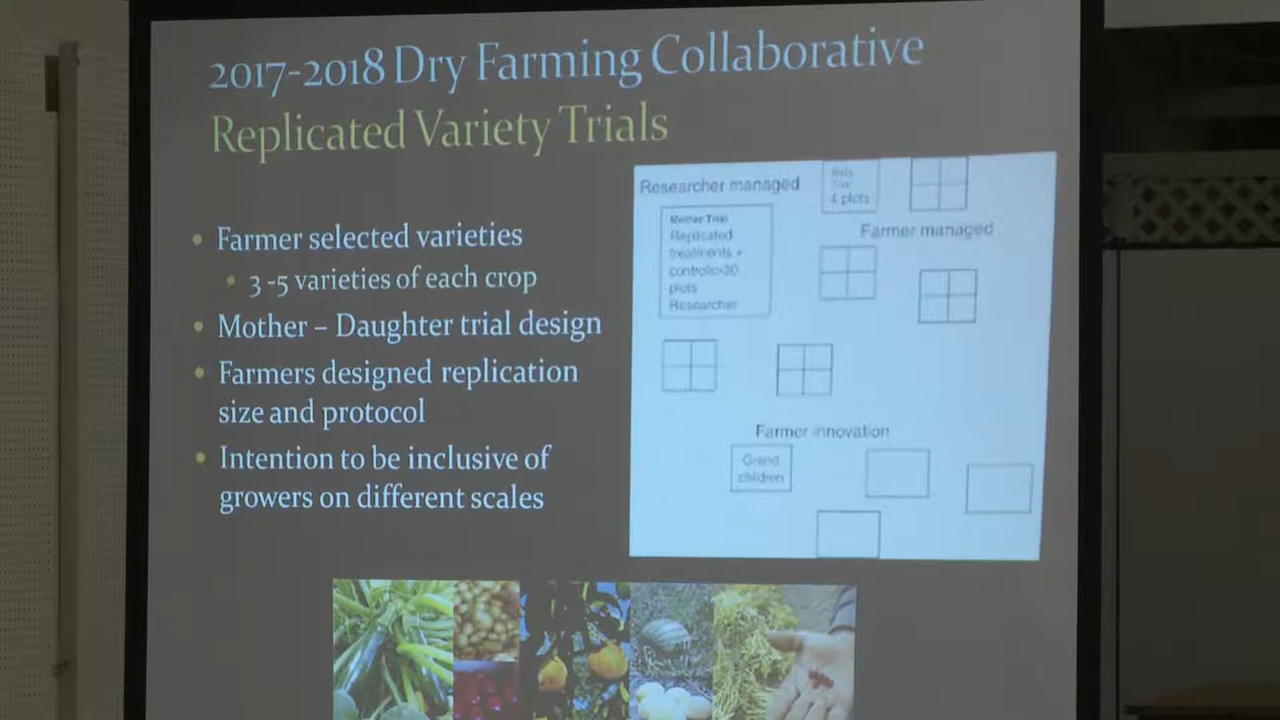 2017-2018 Dry Farming Collaborative
Replicated Variety Trials
• Farmer selected varieties
• 3 -5 varieties of each crop
• Mother – Daughter trial design
• Farmers designed replication
size and protocol
• Intention to be inclusive of
growers on different scales
Researcher managed
Mother Trial
Replicated
treatments +
plots
Researcher
4 plots
Farmer managed
Farmer innovation
Grand
children